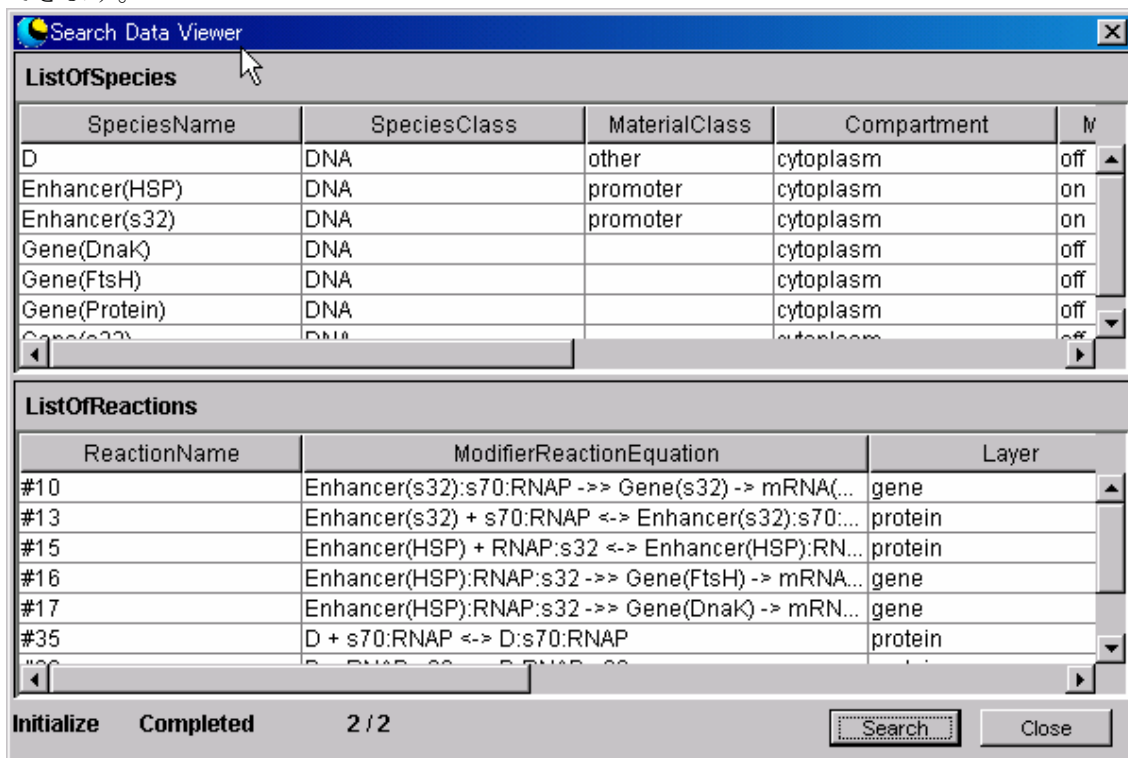 Search Data Viewer
ListOfSpecies
SpeciesName SpeciesClass MaterialClass Compartment
D DNA other cytoplasm off
Enhancer(HSP) DNA promoter cytoplasm on
Enhancer(s32) DNA promoter cytoplasm on
Gene(DnaK) DNA cytoplasm off
Gene(FtsH) DNA cytoplasm off
Gene(Protein) DNA cytoplasm off
Gene(s32) DNA cytoplasm off
ListOfReactions
ReactionName ModifierReactionEquation Layer
#10 Enhancer(s32):s70:RNAP ->> Gene(s32) -> mRNA(... gene
#13 Enhancer(s32) + s70:RNAP <-> Enhancer(s32):s70:... protein
#15 Enhancer(HSP) + RNAP:s32 <-> Enhancer(HSP):RN... protein
#16 Enhancer(HSP):RNAP:s32 ->> Gene(FtsH) -> mRNA... gene
#17 Enhancer(HSP):RNAP:s32 ->> Gene(DnaK) -> mRN... gene
#35 D + s70:RNAP <-> D:s70:RNAP protein
Initialize Completed 2 / 2 Search Close